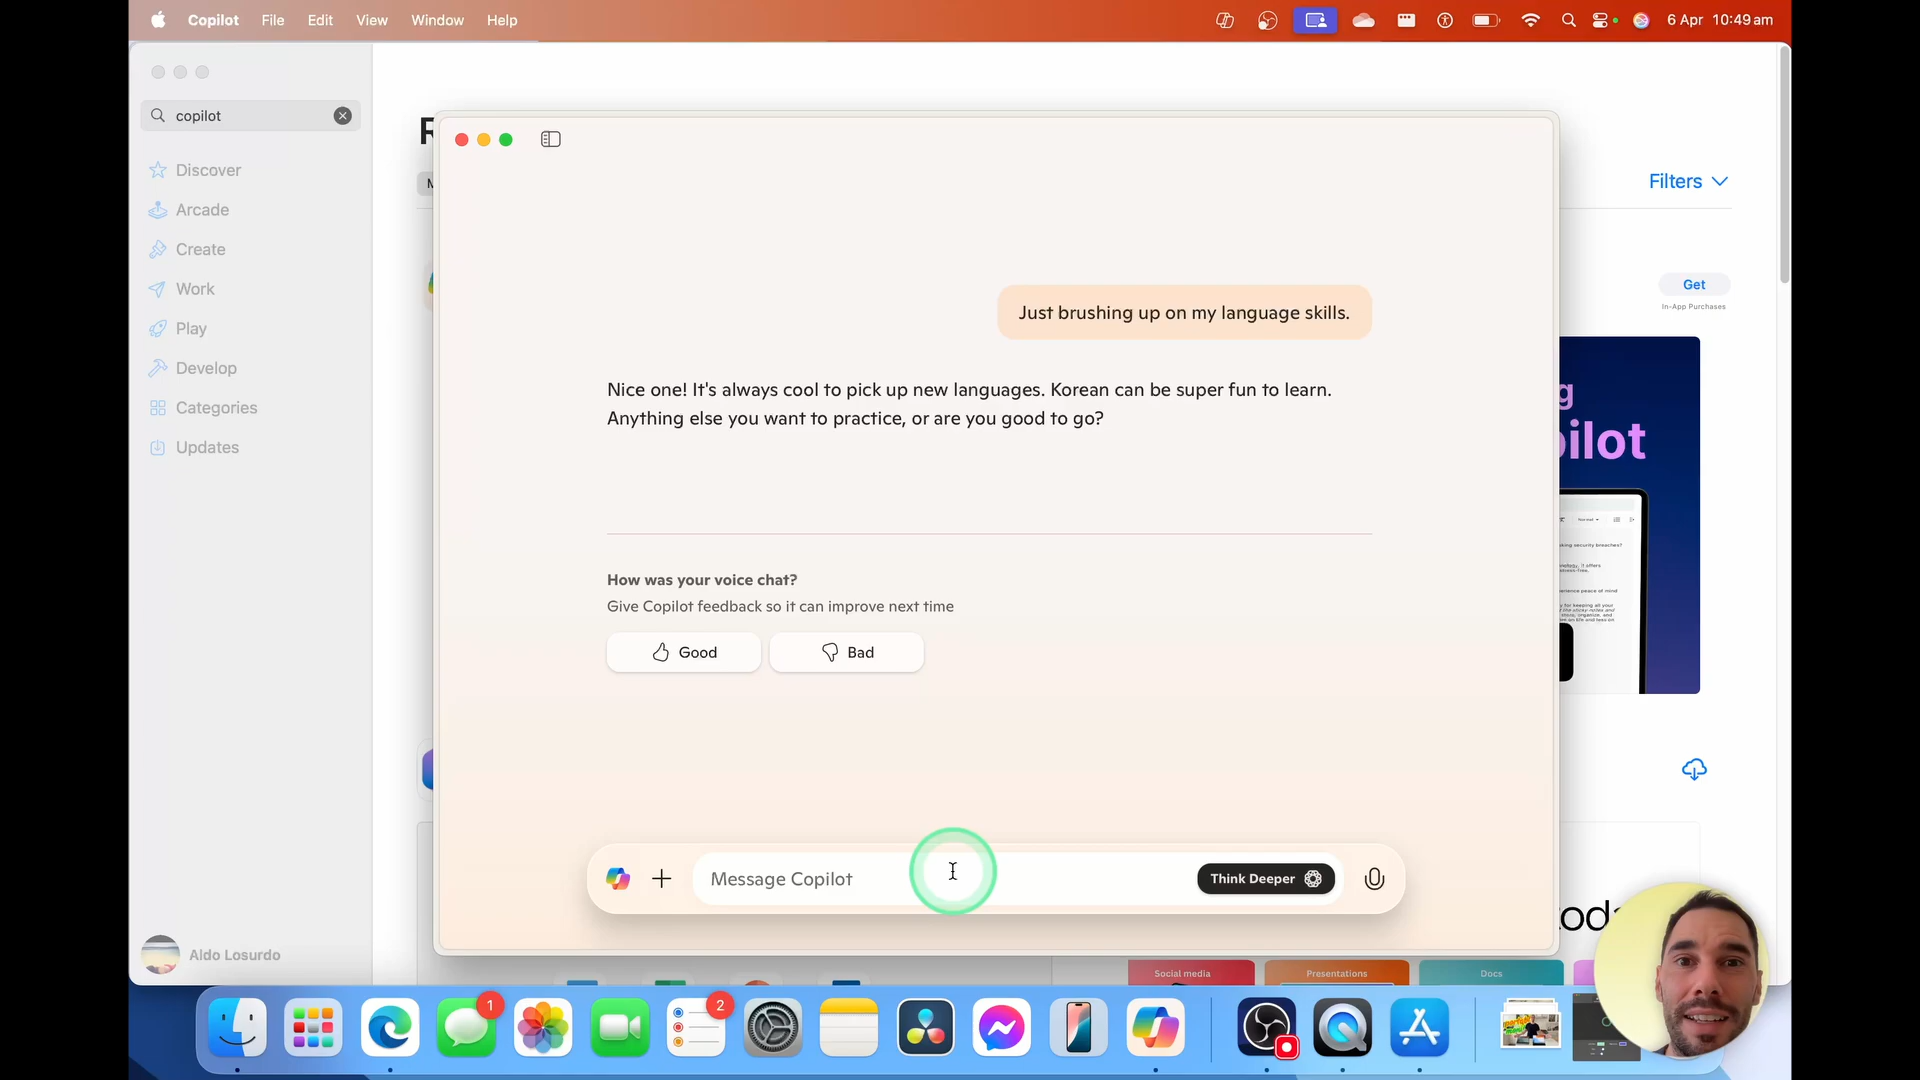 Copilot File Edit View Window Help
6 Apr 10:49 am
copilot
Discover
Arcade
Create
Work
Play
Develop
Categories
Updates
Aldo Losurdo
Filters
Get
In-App Purchases
Just brushing up on my language skills.
Nice one! It's always cool to pick up new languages. Korean can be super fun to learn.
Anything else you want to practice, or are you good to go?
How was your voice chat?
Give Copilot feedback so it can improve next time
Good
Bad
Message Copilot
Think Deeper
Social media
Presentations
Docs
1
2